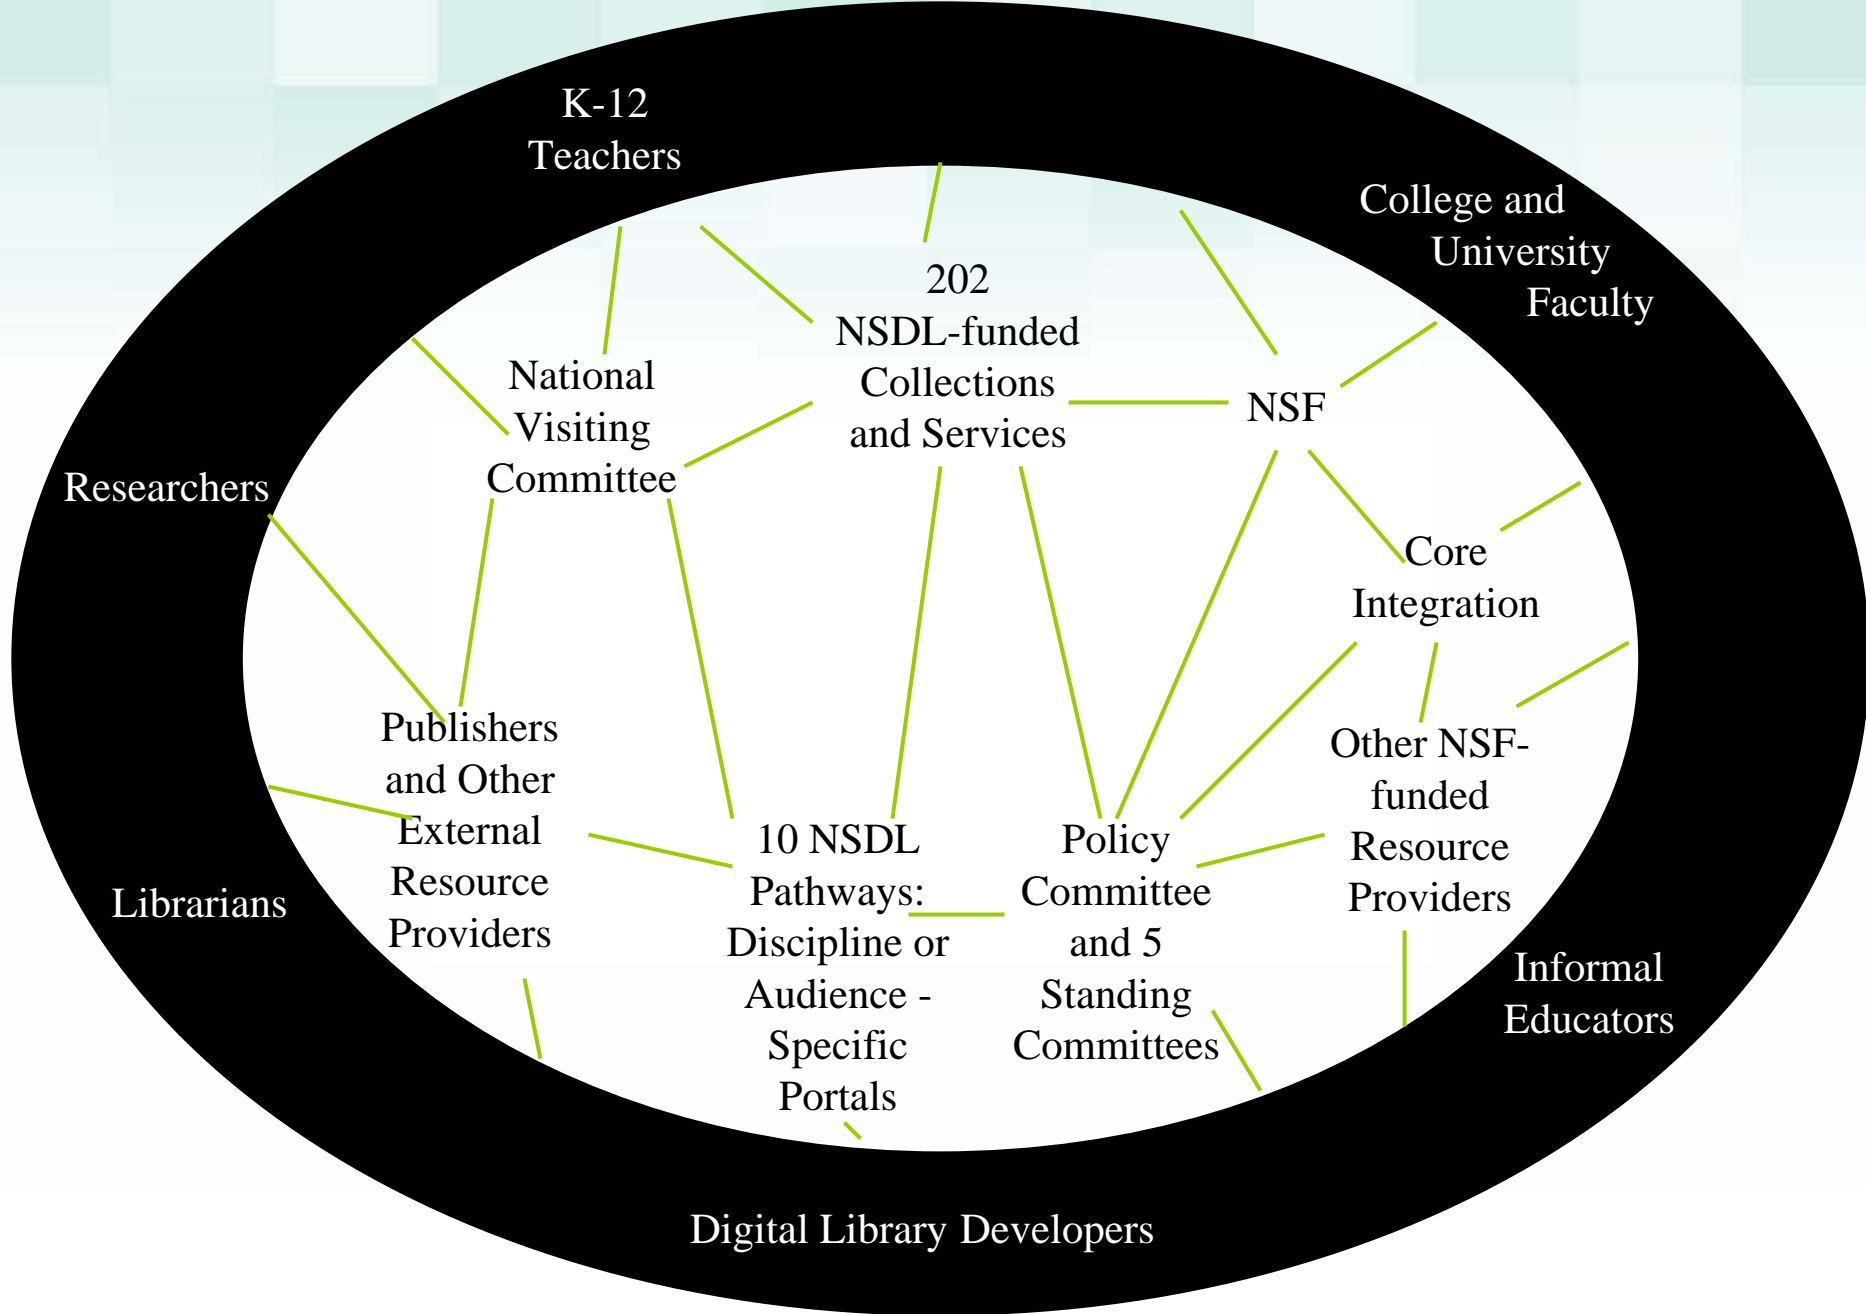 K-12
Teachers
College and
University
Faculty
202
NSDL-funded
Collections
and Services
National
Visiting
Committee
NSF
Researchers
Core
Integration
Publishers
and Other
External
Resource
Providers
Other NSF-
funded
Resource
Providers
10 NSDL
Pathways:
Discipline or
Audience -
Specific
Portals
Policy
Committee
and 5
Standing
Committees
Librarians
Informal
Educators
Digital Library Developers